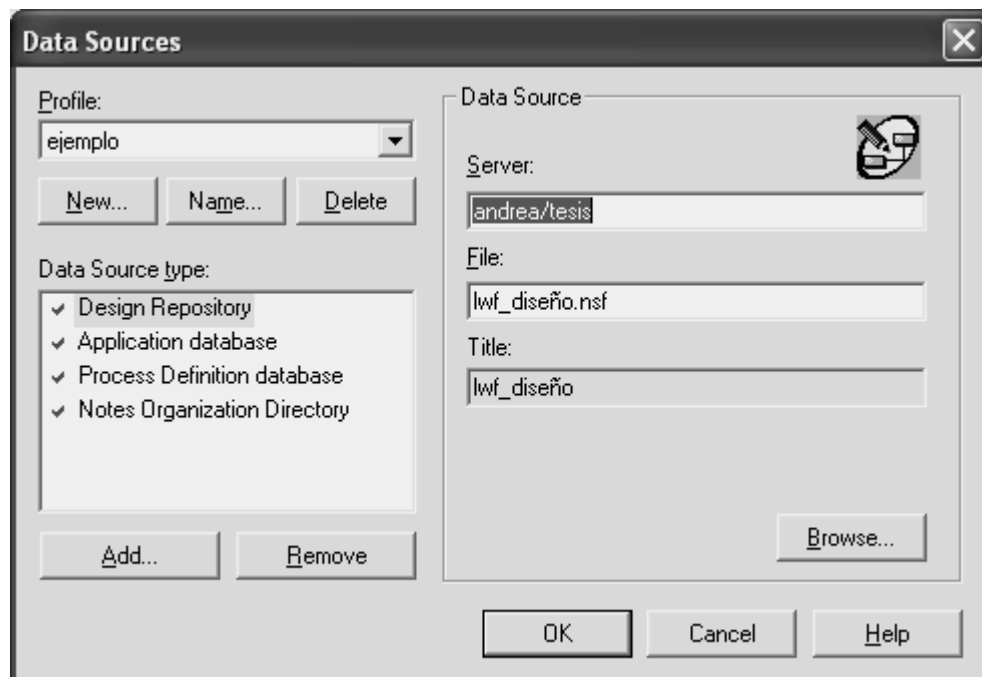 Data Sources
Profile:
ejemplo
New...
Name...
Delete
Data Source type:
Design Repository
Application database
Process Definition database
Notes Organization Directory
Add...
Remove
Data Source
Server:
andrea/tesis
File:
lwf_diseño.nsf
Title:
lwf_diseño
Browse...
OK
Cancel
Help